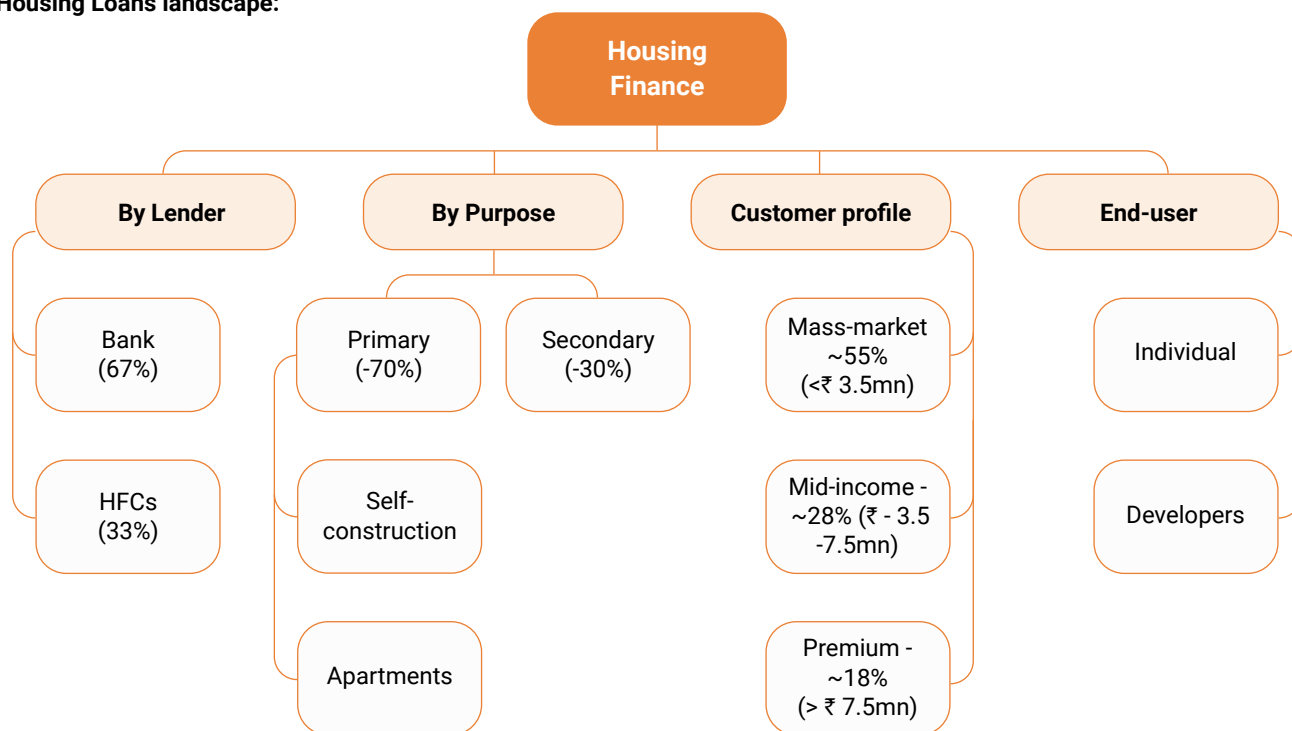 Housing Loans landscape:
Housing
Finance
By Lender
By Purpose
Customer profile
End-user
Bank
(67%)
Primary
(-70%)
Secondary
(-30%)
Mass-market
~55%
(<₹ 3.5mn)
Individual
HFCs
(33%)
Self-
construction
Mid-income -
~28% (₹ - 3.5
-7.5mn)
Developers
Apartments
Premium -
~18%
(> ₹ 7.5mn)